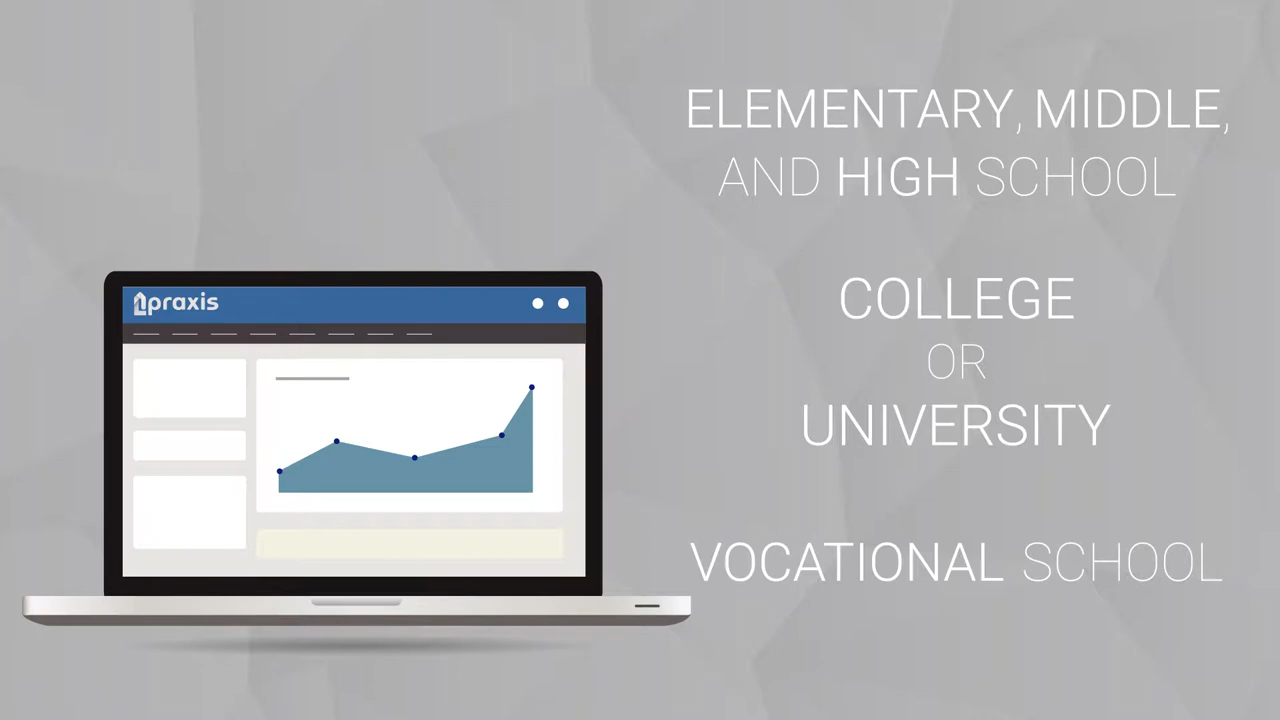 praxis
ELEMENTARY, MIDDLE,
AND HIGH SCHOOL
COLLEGE
OR
UNIVERSITY
VOCATIONAL SCHOOL